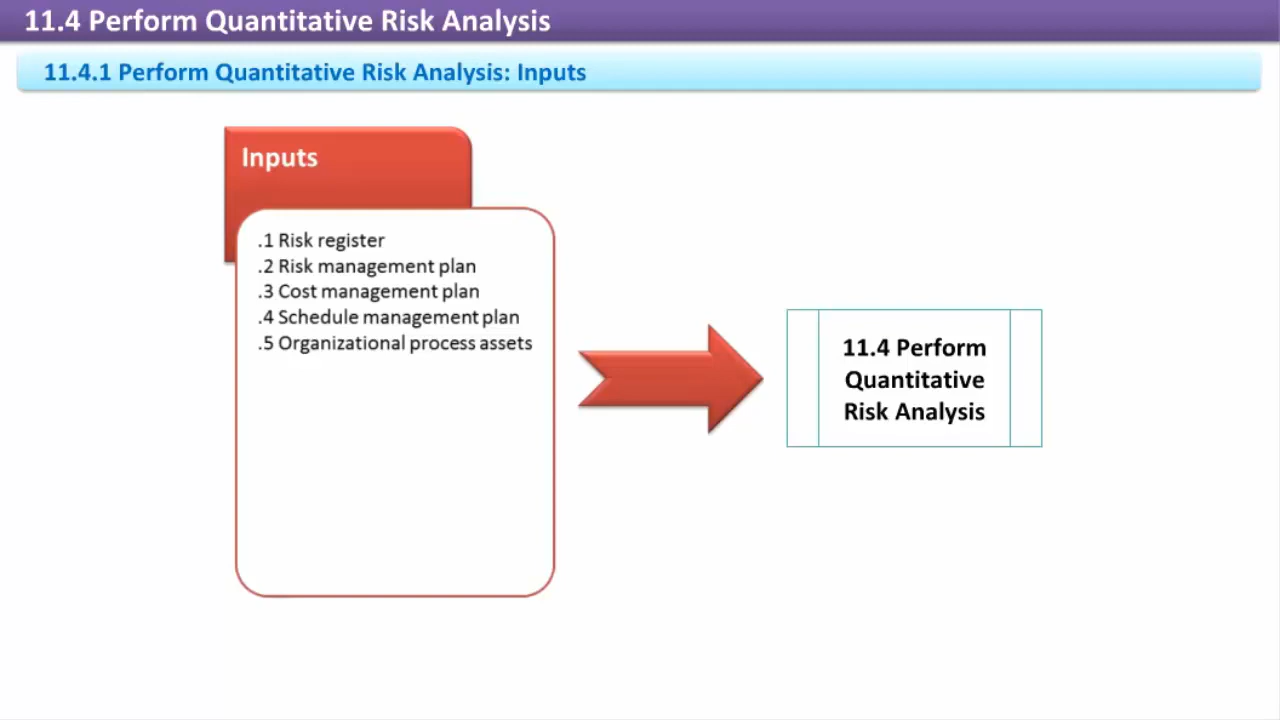 11.4 Perform Quantitative Risk Analysis
11.4.1 Perform Quantitative Risk Analysis: Inputs
Inputs
.1 Risk register
.2 Risk management plan
.3 Cost management plan
.4 Schedule management plan
.5 Organizational process assets
11.4 Perform
Quantitative
Risk Analysis